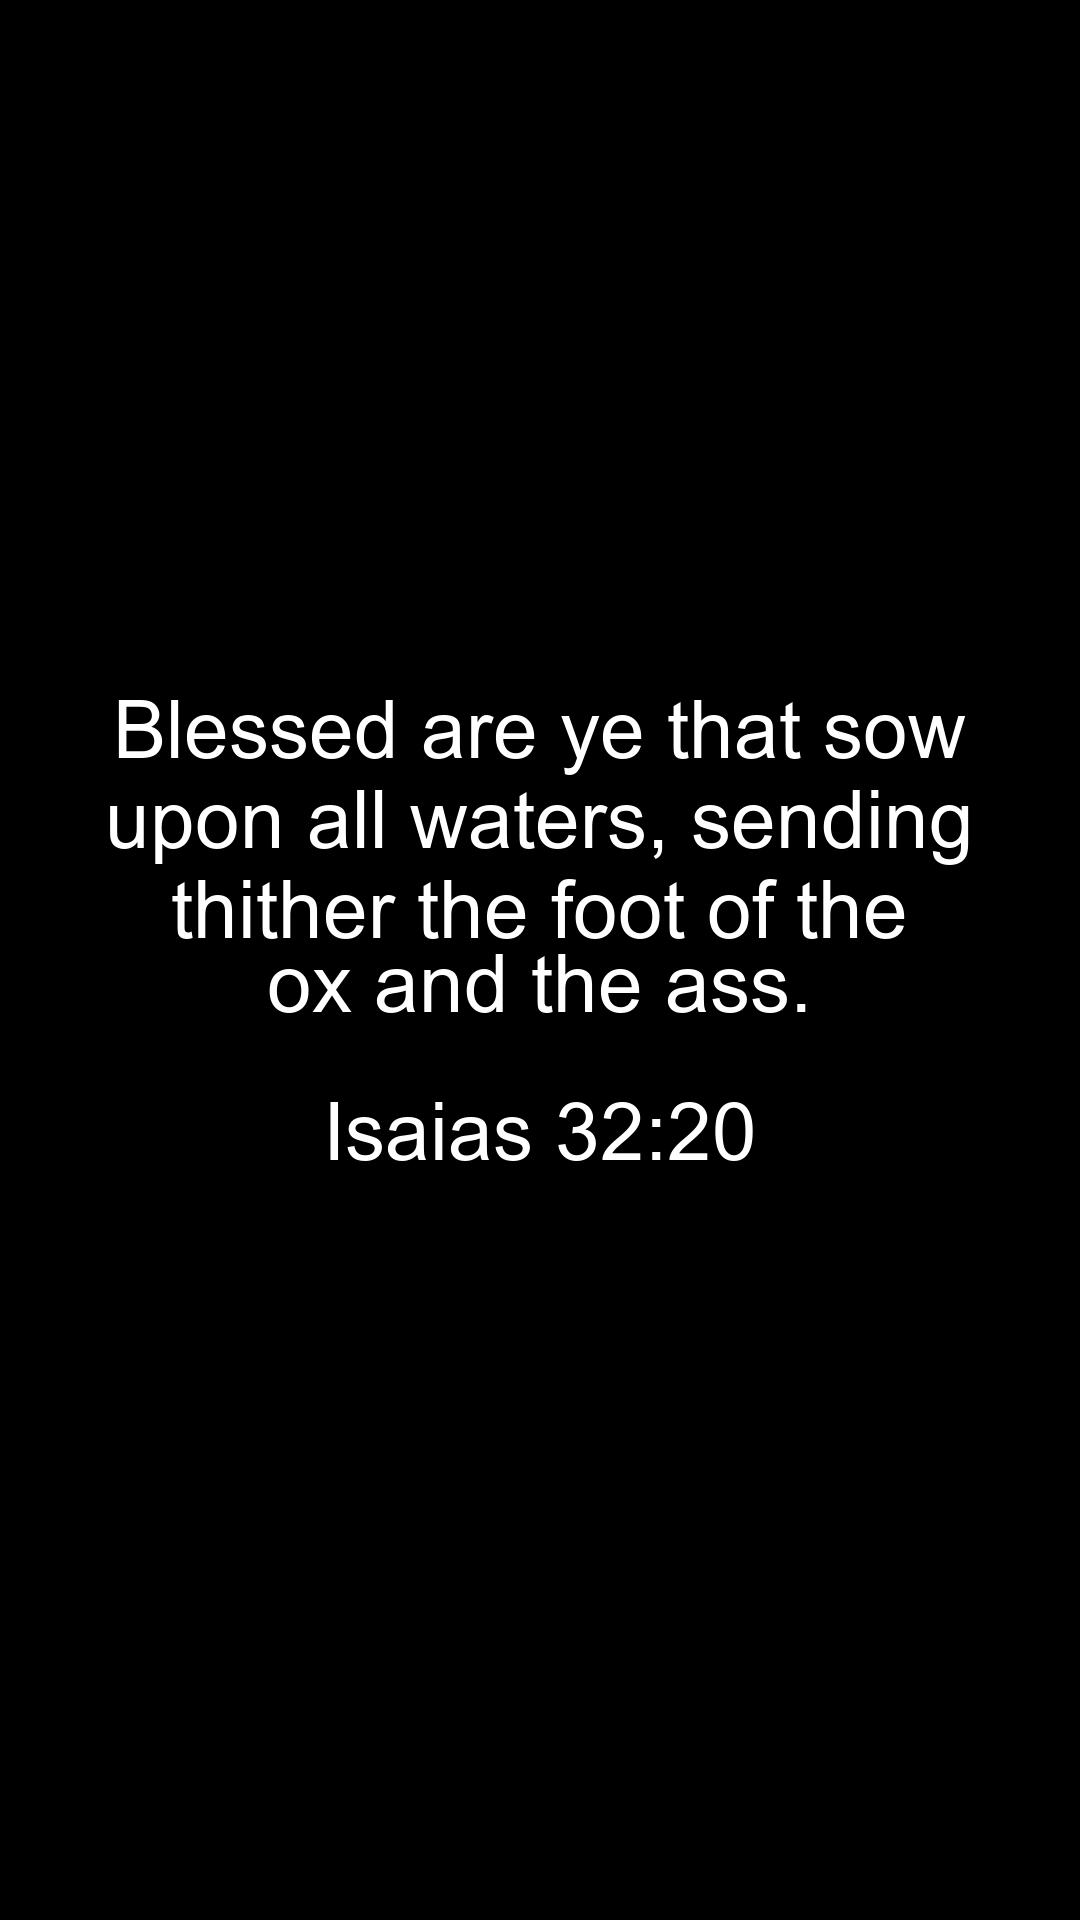 Blessed are ye that sow
upon all waters, sending
thither the foot of the
ox and the ass.
Isaias 32:20